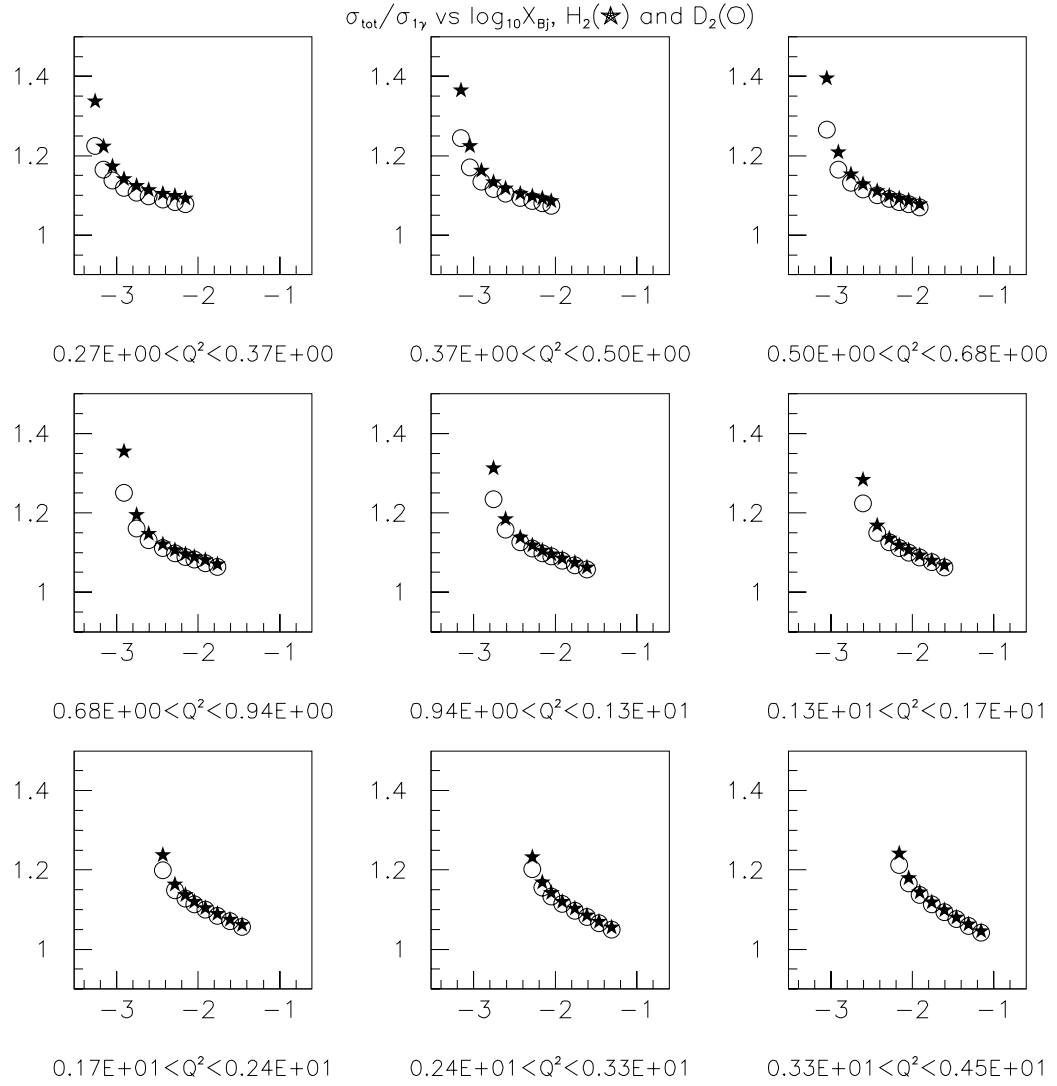 σtot/σ1γ vs log₁₀X_Bj, H₂(★) and D₂(○)
1.4 1.4 1.4
1.2 1.2 1.2
1 1 1
−3 −2 −1 −3 −2 −1 −3 −2 −1
0.27E+00<Q²<0.37E+00 0.37E+00<Q²<0.50E+00 0.50E+00<Q²<0.68E+00
1.4 1.4 1.4
1.2 1.2 1.2
1 1 1
−3 −2 −1 −3 −2 −1 −3 −2 −1
0.68E+00<Q²<0.94E+00 0.94E+00<Q²<0.13E+01 0.13E+01<Q²<0.17E+01
1.4 1.4 1.4
1.2 1.2 1.2
1 1 1
−3 −2 −1 −3 −2 −1 −3 −2 −1
0.17E+01<Q²<0.24E+01 0.24E+01<Q²<0.33E+01 0.33E+01<Q²<0.45E+01